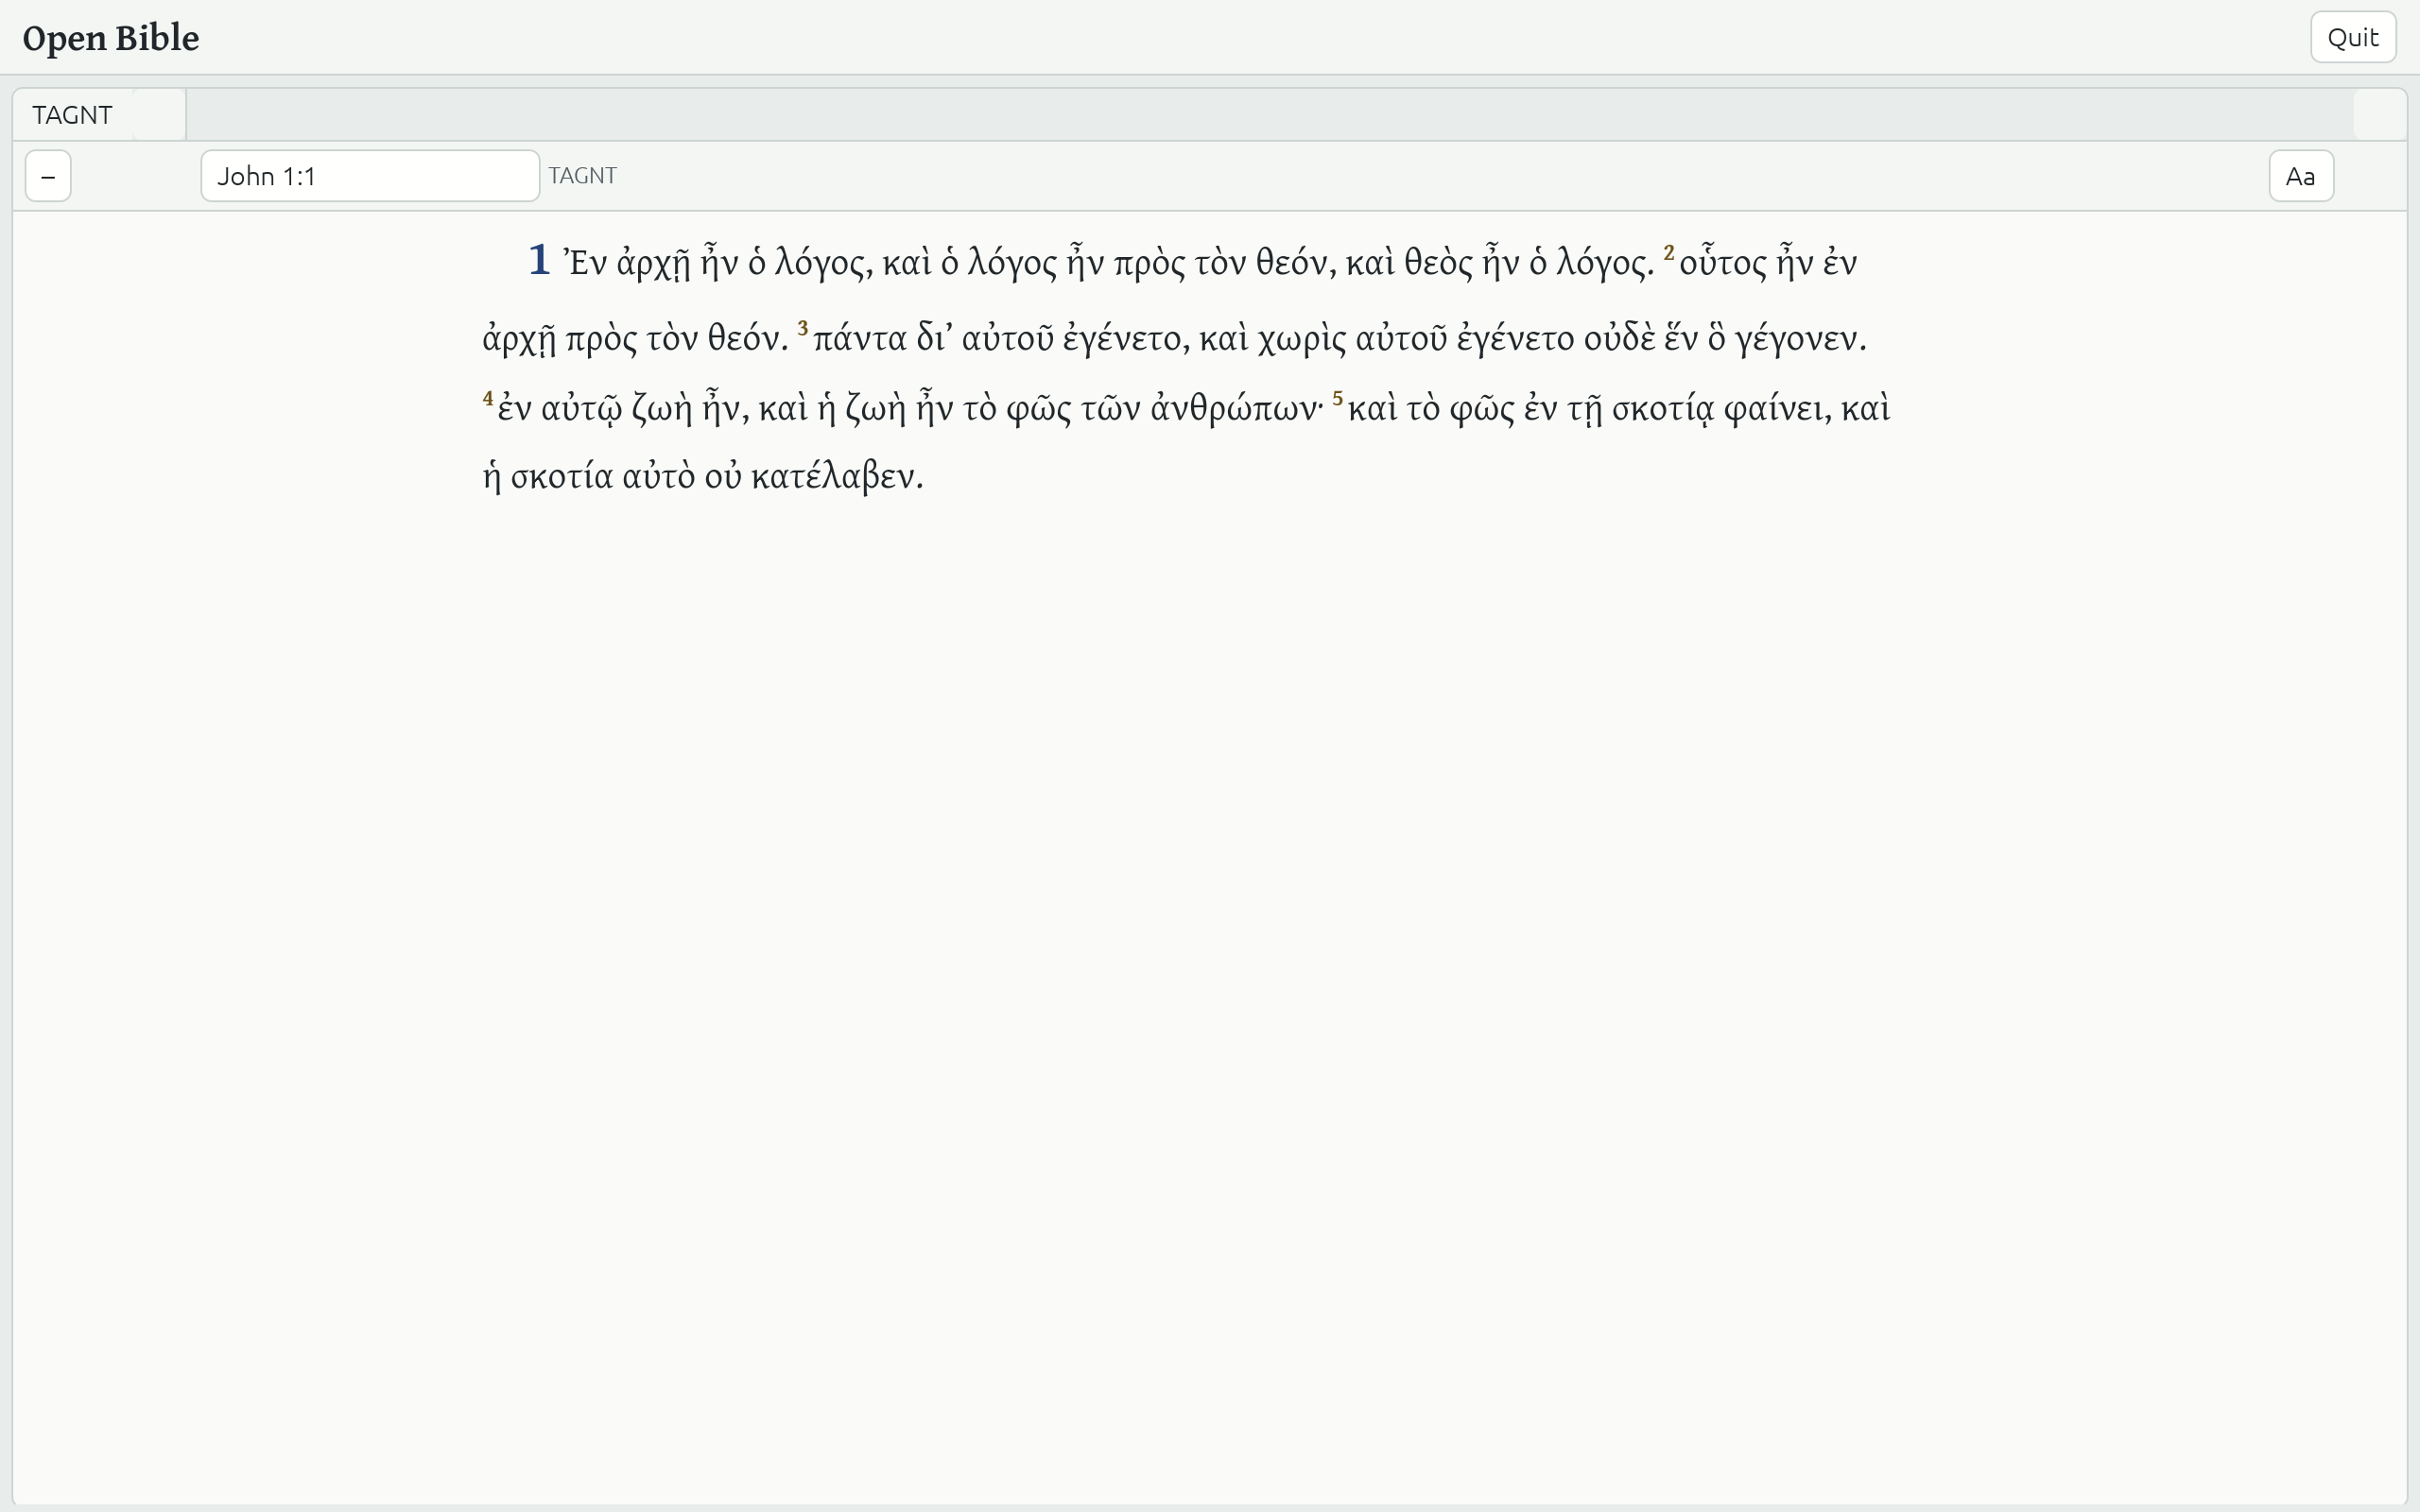 Open Bible
Quit
TAGNT
–
John 1:1
TAGNT
Aa
1 Ἐν ἀρχῇ ἦν ὁ λόγος, καὶ ὁ λόγος ἦν πρὸς τὸν θεόν, καὶ θεὸς ἦν ὁ λόγος. 2 οὗτος ἦν ἐν
ἀρχῇ πρὸς τὸν θεόν. 3 πάντα δι’ αὐτοῦ ἐγένετο, καὶ χωρὶς αὐτοῦ ἐγένετο οὐδὲ ἕν ὃ γέγονεν.
4 ἐν αὐτῷ ζωὴ ἦν, καὶ ἡ ζωὴ ἦν τὸ φῶς τῶν ἀνθρώπων· 5 καὶ τὸ φῶς ἐν τῇ σκοτίᾳ φαίνει, καὶ
ἡ σκοτία αὐτὸ οὐ κατέλαβεν.